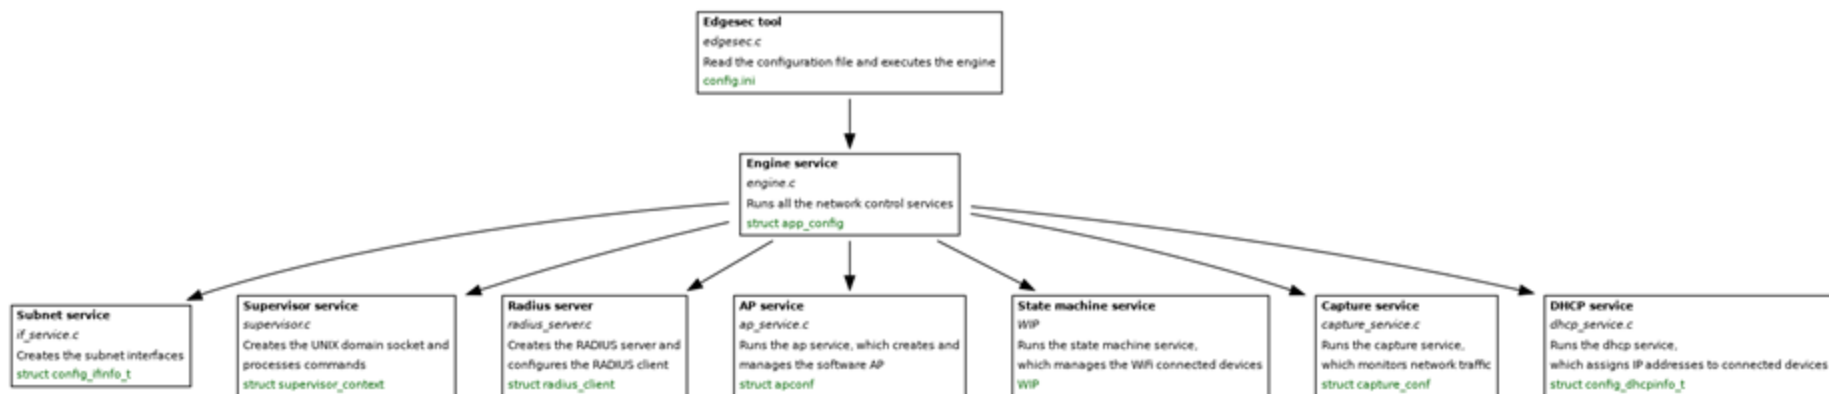 Edgesec tool
edgesec.c
Read the configuration file and executes the engine
config.ini
Engine service
engine.c
Runs all the network control services
struct app_config
Subnet service
if_service.c
Creates the subnet interfaces
struct config_ifinfo_t
Supervisor service
supervisor.c
Creates the UNIX domain socket and
processes commands
struct supervisor_context
Radius server
radius_server.c
Creates the RADIUS server and
configures the RADIUS client
struct radius_client
AP service
ap_service.c
Runs the ap service, which creates and
manages the software AP
struct apconf
State machine service
WIP
Runs the state machine service,
which manages the WiFi connected devices
WIP
Capture service
capture_service.c
Runs the capture service,
which monitors network traffic
struct capture_conf
DHCP service
dhcp_service.c
Runs the dhcp service,
which assigns IP addresses to connected devices
struct config_dhcpinfo_t